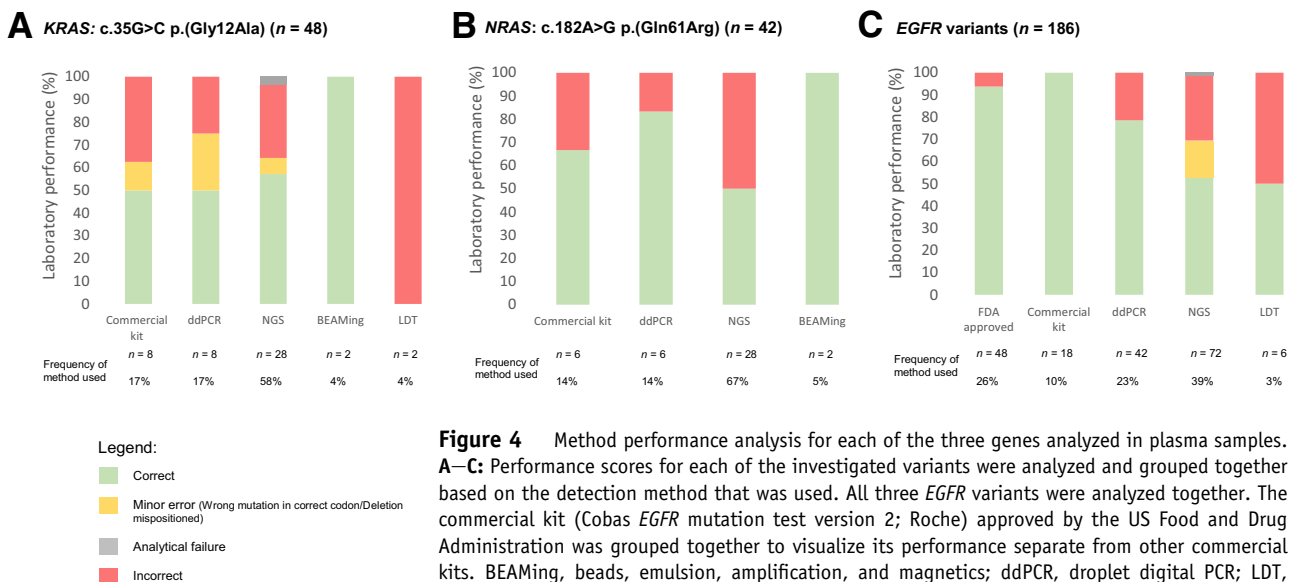 A KRAS: c.35G>C p.(Gly12Ala) (n = 48)
Laboratory performance (%)
100
90
80
70
60
50
40
30
20
10
0
Commercial kit ddPCR NGS BEAMing LDT
Frequency of method used
n = 8 n = 8 n = 28 n = 2 n = 2
17% 17% 58% 4% 4%
B NRAS: c.182A>G p.(Gln61Arg) (n = 42)
Laboratory performance (%)
100
90
80
70
60
50
40
30
20
10
0
Commercial kit ddPCR NGS BEAMing
Frequency of method used
n = 6 n = 6 n = 28 n = 2
14% 14% 67% 5%
C EGFR variants (n = 186)
Laboratory performance (%)
100
90
80
70
60
50
40
30
20
10
0
FDA approved Commercial kit ddPCR NGS LDT
Frequency of method used
n = 48 n = 18 n = 42 n = 72 n = 6
26% 10% 23% 39% 3%
Legend:
Correct
Minor error (Wrong mutation in correct codon/Deletion
mispositioned)
Analytical failure
Incorrect
Figure 4 Method performance analysis for each of the three genes analyzed in plasma samples.
A–C: Performance scores for each of the investigated variants were analyzed and grouped together
based on the detection method that was used. All three EGFR variants were analyzed together. The
commercial kit (Cobas EGFR mutation test version 2; Roche) approved by the US Food and Drug
Administration was grouped together to visualize its performance separate from other commercial
kits. BEAMing, beads, emulsion, amplification, and magnetics; ddPCR, droplet digital PCR; LDT,